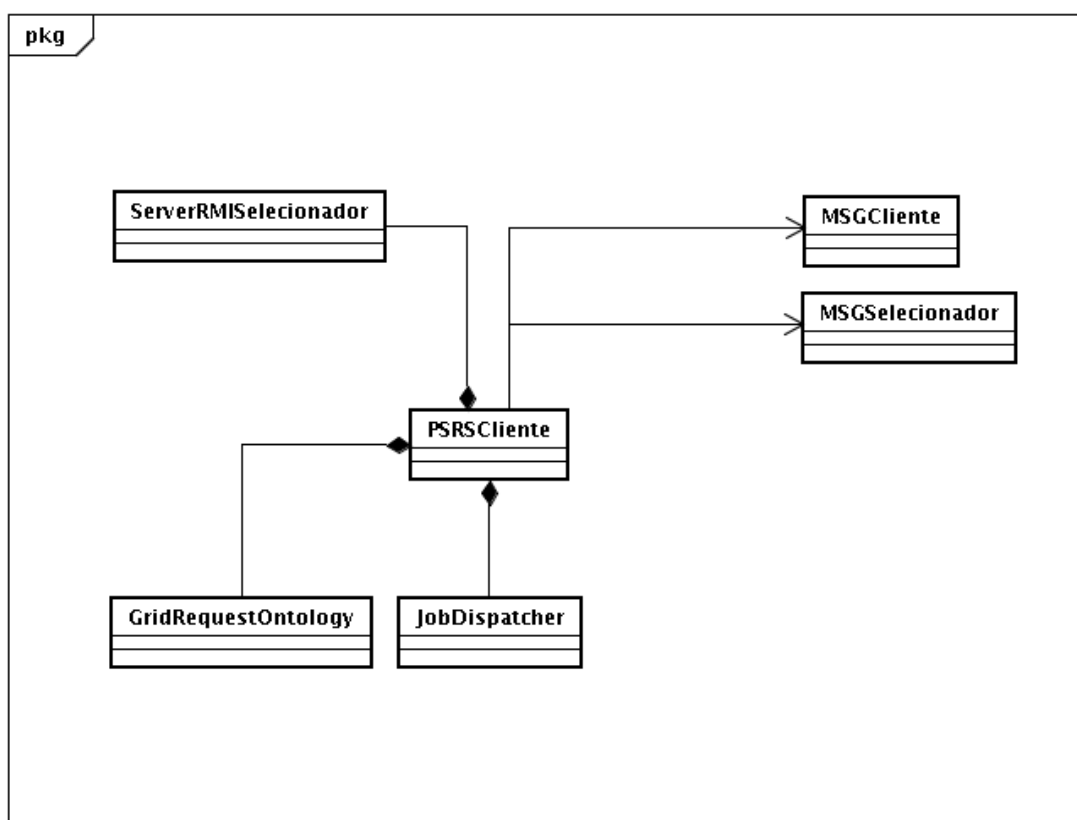 pkg
ServerRMISelecionador
MSGCliente
MSGSelecionador
PSRSCliente
GridRequestOntology
JobDispatcher